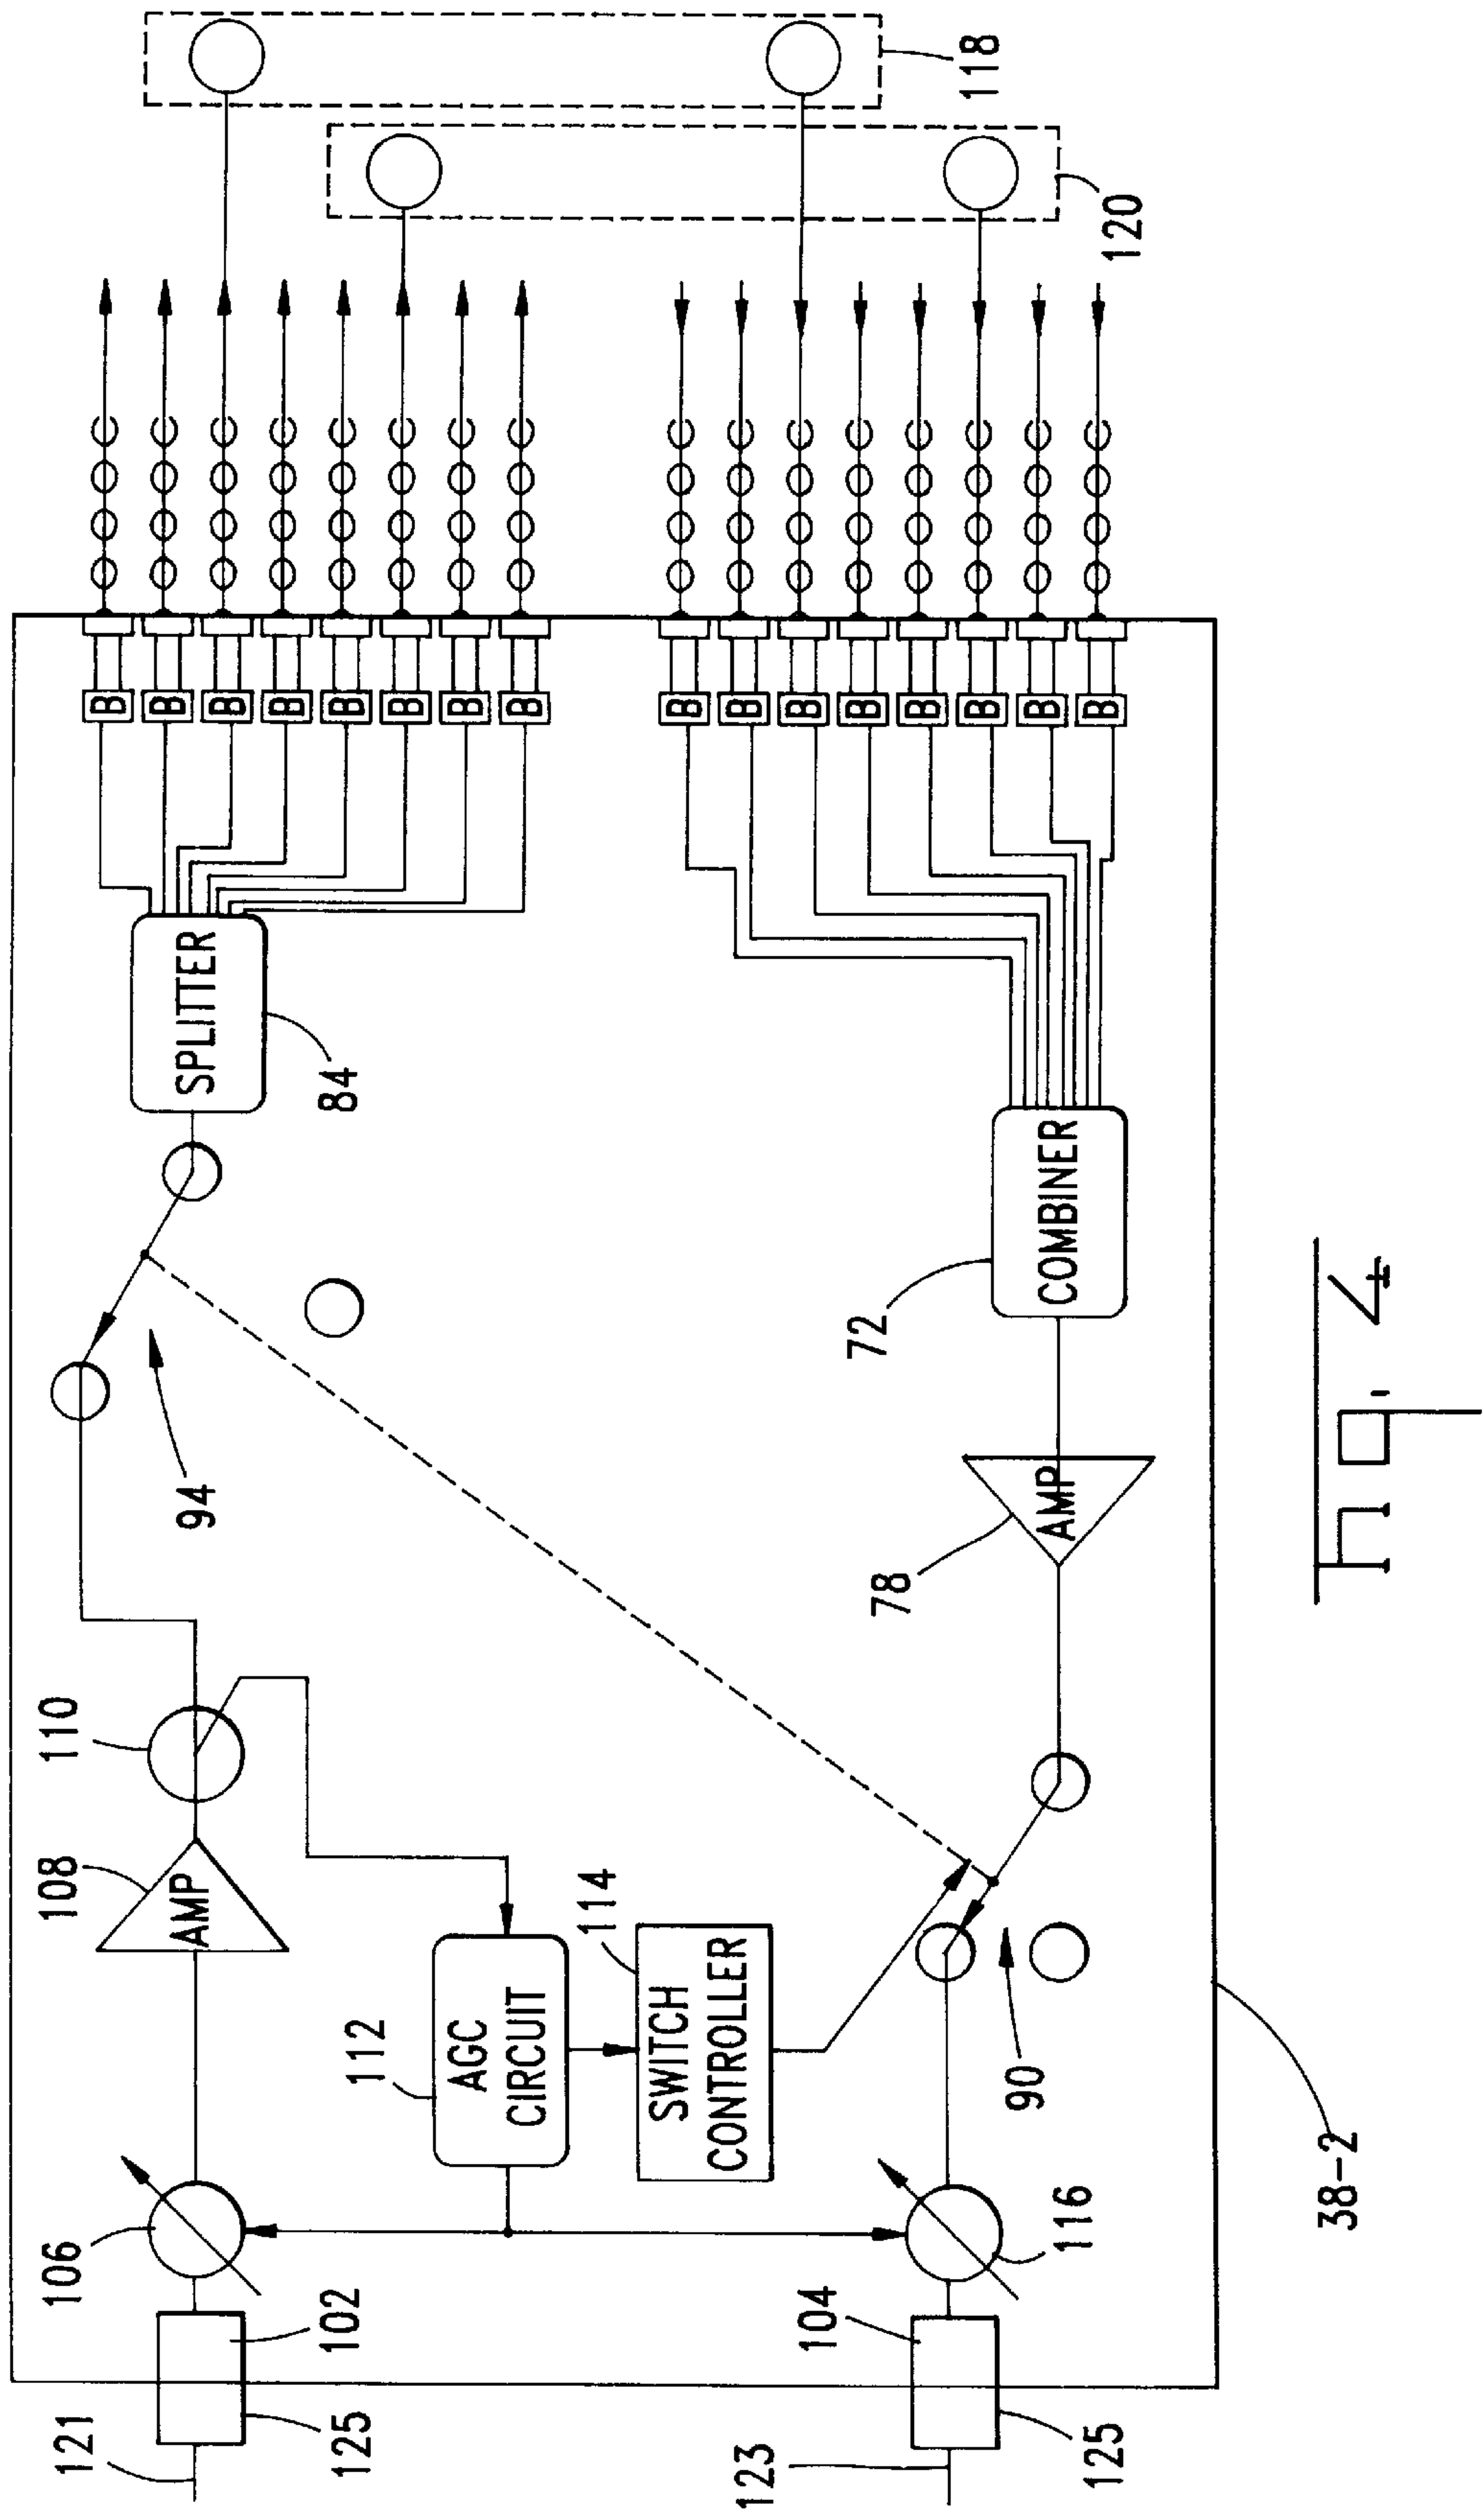 121
106
108
110
AMP
94
SPLITTER
84
B
B
B
B
B
B
B
B
102
125
112
AGC
CIRCUIT
114
SWITCH
CONTROLLER
123
104
116
125
90
78
AMP
72
COMBINER
B
B
B
B
B
B
B
B
118
120
38-2
Fig. 4